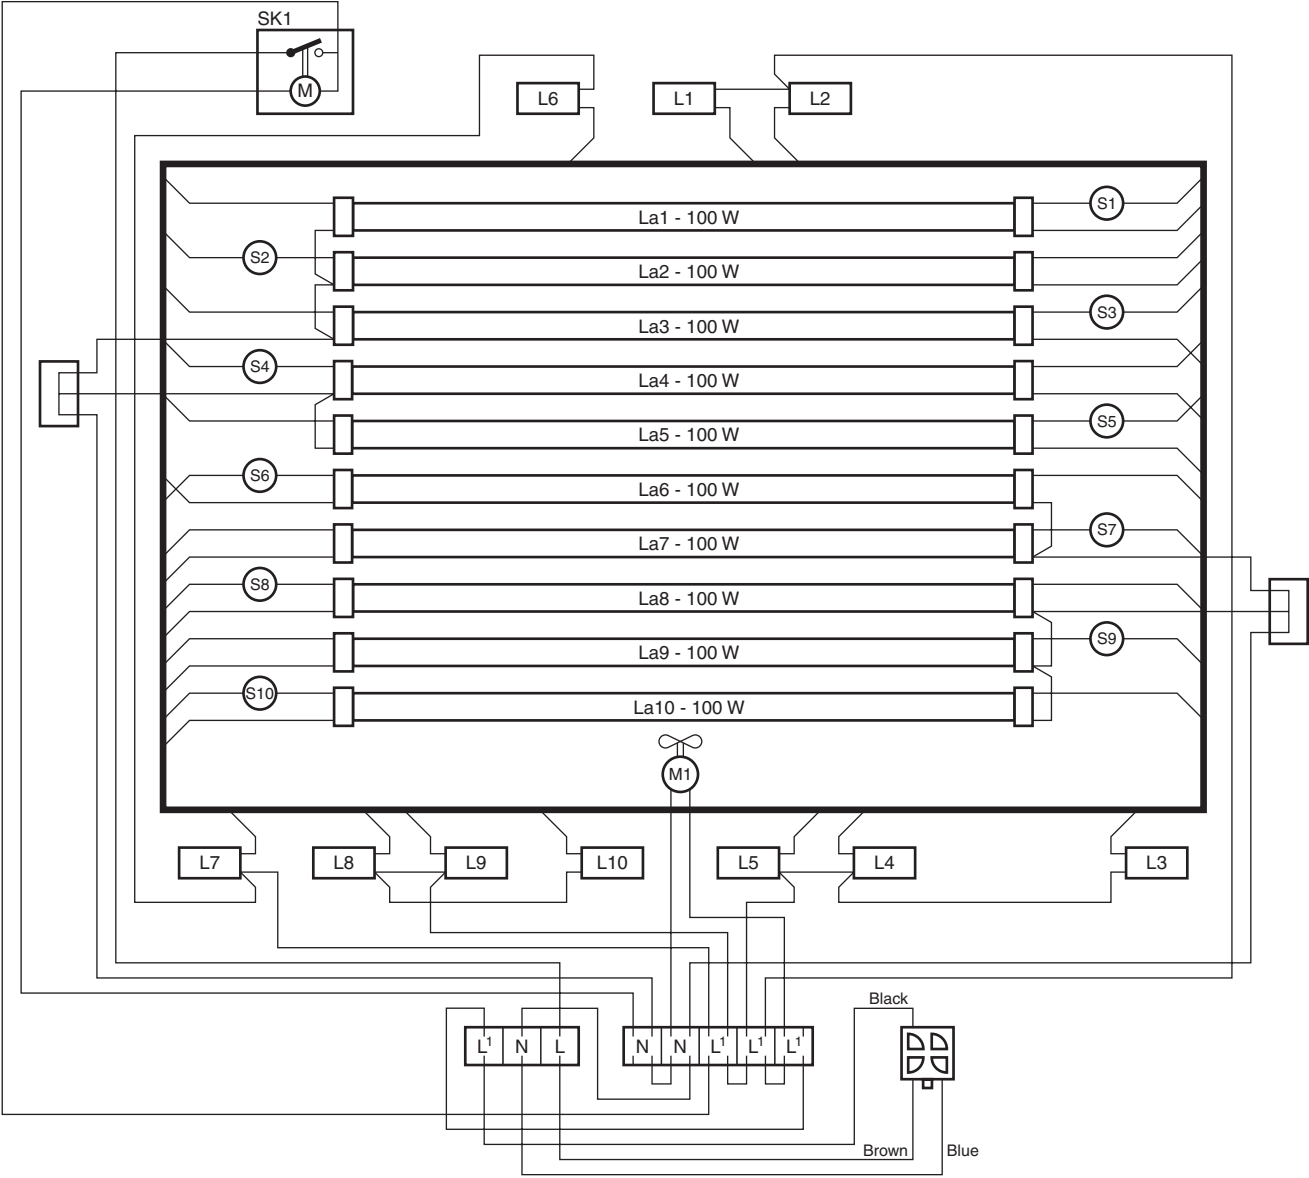 SK1
M
L6
L1
L2
La1 - 100 W
S1
S2
La2 - 100 W
La3 - 100 W
S3
S4
La4 - 100 W
La5 - 100 W
S5
S6
La6 - 100 W
La7 - 100 W
S7
S8
La8 - 100 W
La9 - 100 W
S9
S10
La10 - 100 W
M1
L7
L8
L9
L10
L5
L4
L3
Black
L¹ N L
N N L¹ L¹ L¹
Brown
Blue